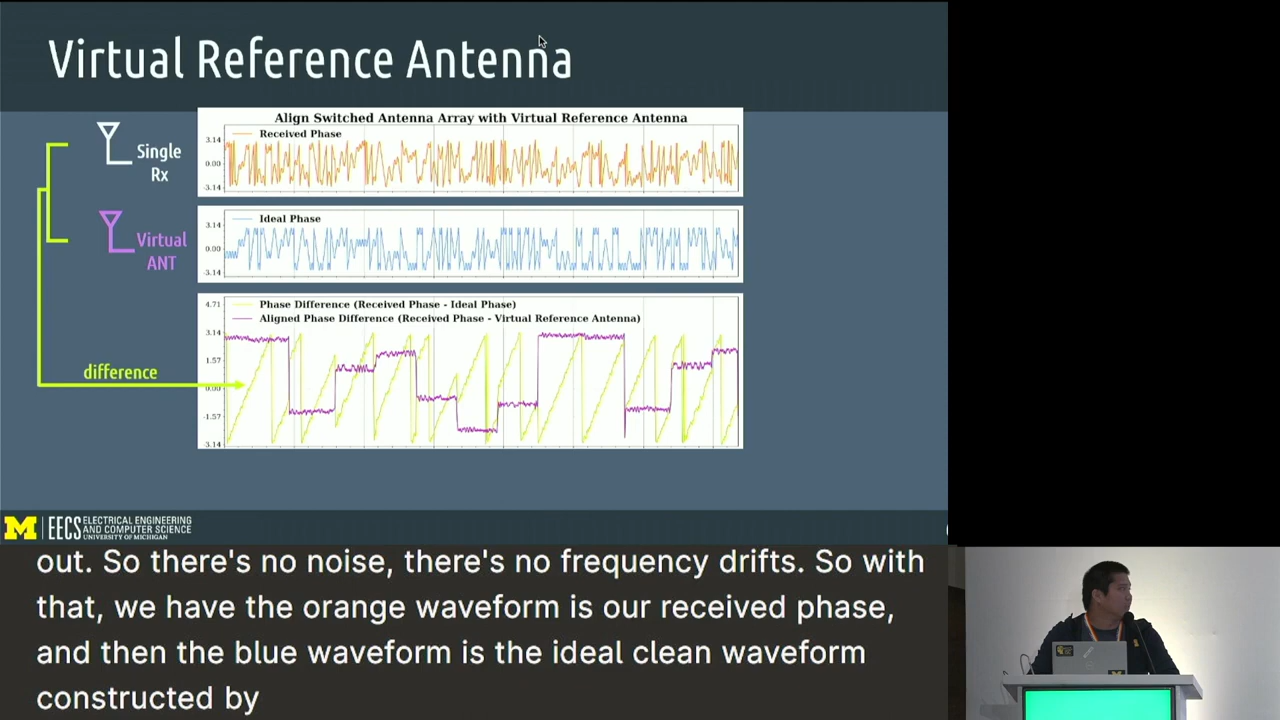 Virtual Reference Antenna
Single
Rx
Virtual
ANT
difference
Align Switched Antenna Array with Virtual Reference Antenna
Received Phase
3.14
0.00
-3.14
Ideal Phase
3.14
0.00
-3.14
Phase Difference (Received Phase - Ideal Phase)
Aligned Phase Difference (Received Phase - Virtual Reference Antenna)
4.71
3.14
1.57
0.00
-1.57
3.14
M EECS ELECTRICAL ENGINEERING
AND COMPUTER SCIENCE
UNIVERSITY OF MICHIGAN
out. So there's no noise, there's no frequency drifts. So with
that, we have the orange waveform is our received phase,
and then the blue waveform is the ideal clean waveform
constructed by